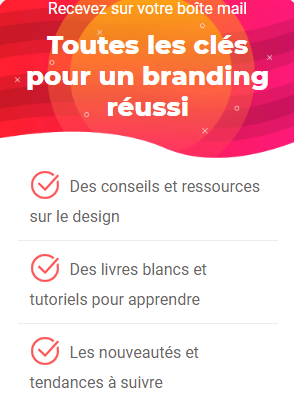 Recevez sur votre boîte mail
Toutes les clés
pour un branding
réussi
Des conseils et ressources
sur le design
Des livres blancs et
tutoriels pour apprendre
Les nouveautés et
tendances à suivre